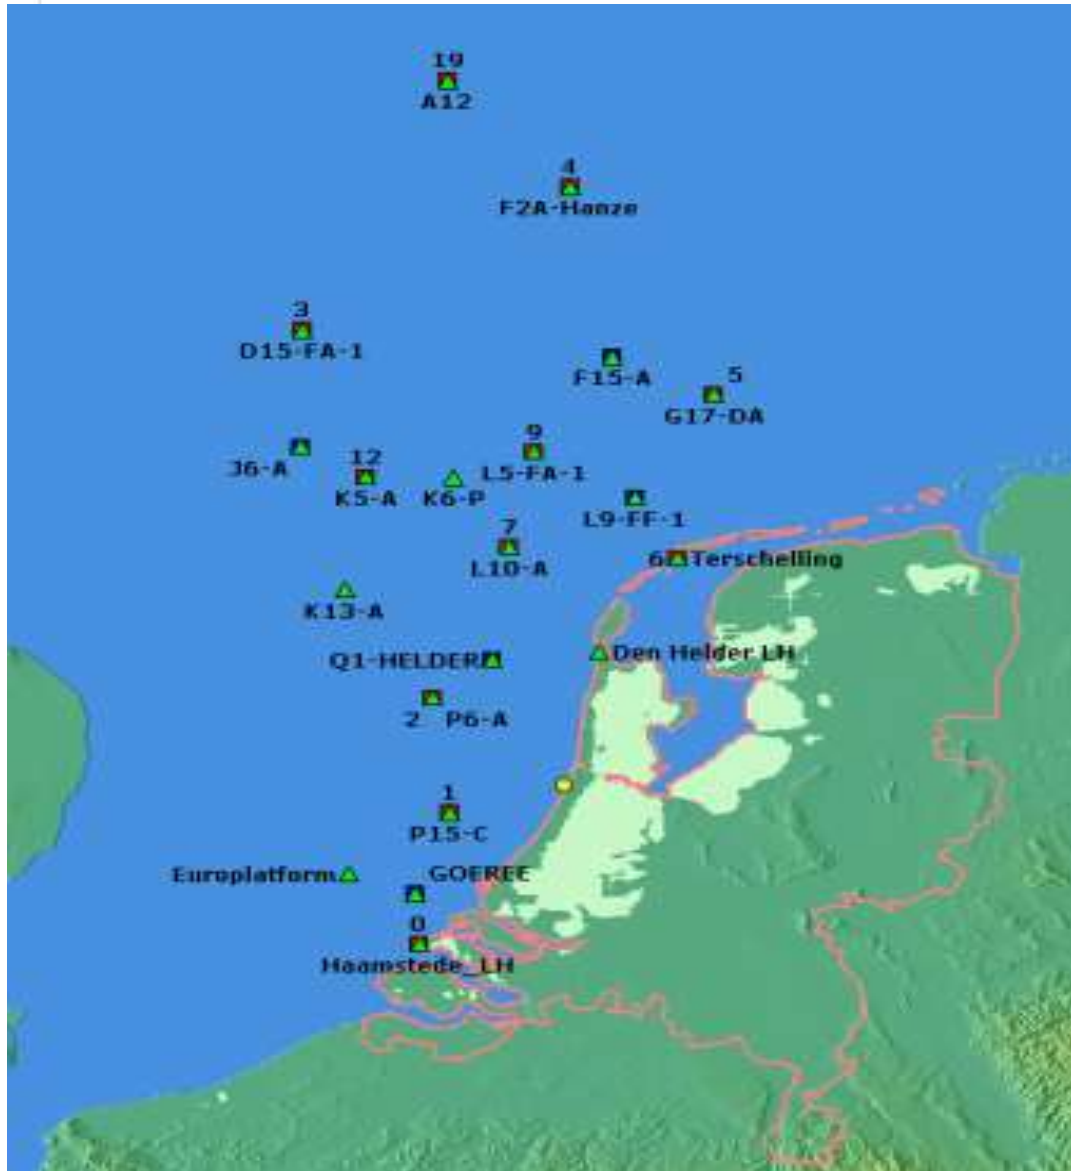 19
A12
4
F2A-Hanze
3
D15-FA-1
F15-A
5
G17-DA
J6-A
12
K5-A
K6-P
9
L5-FA-1
L9-FF-1
7
L10-A
6 Terschelling
K13-A
Q1-HELDER
Den Helder LH
2 P6-A
1
P15-C
Europlatform
GOEREE
0
Haamstede_LH